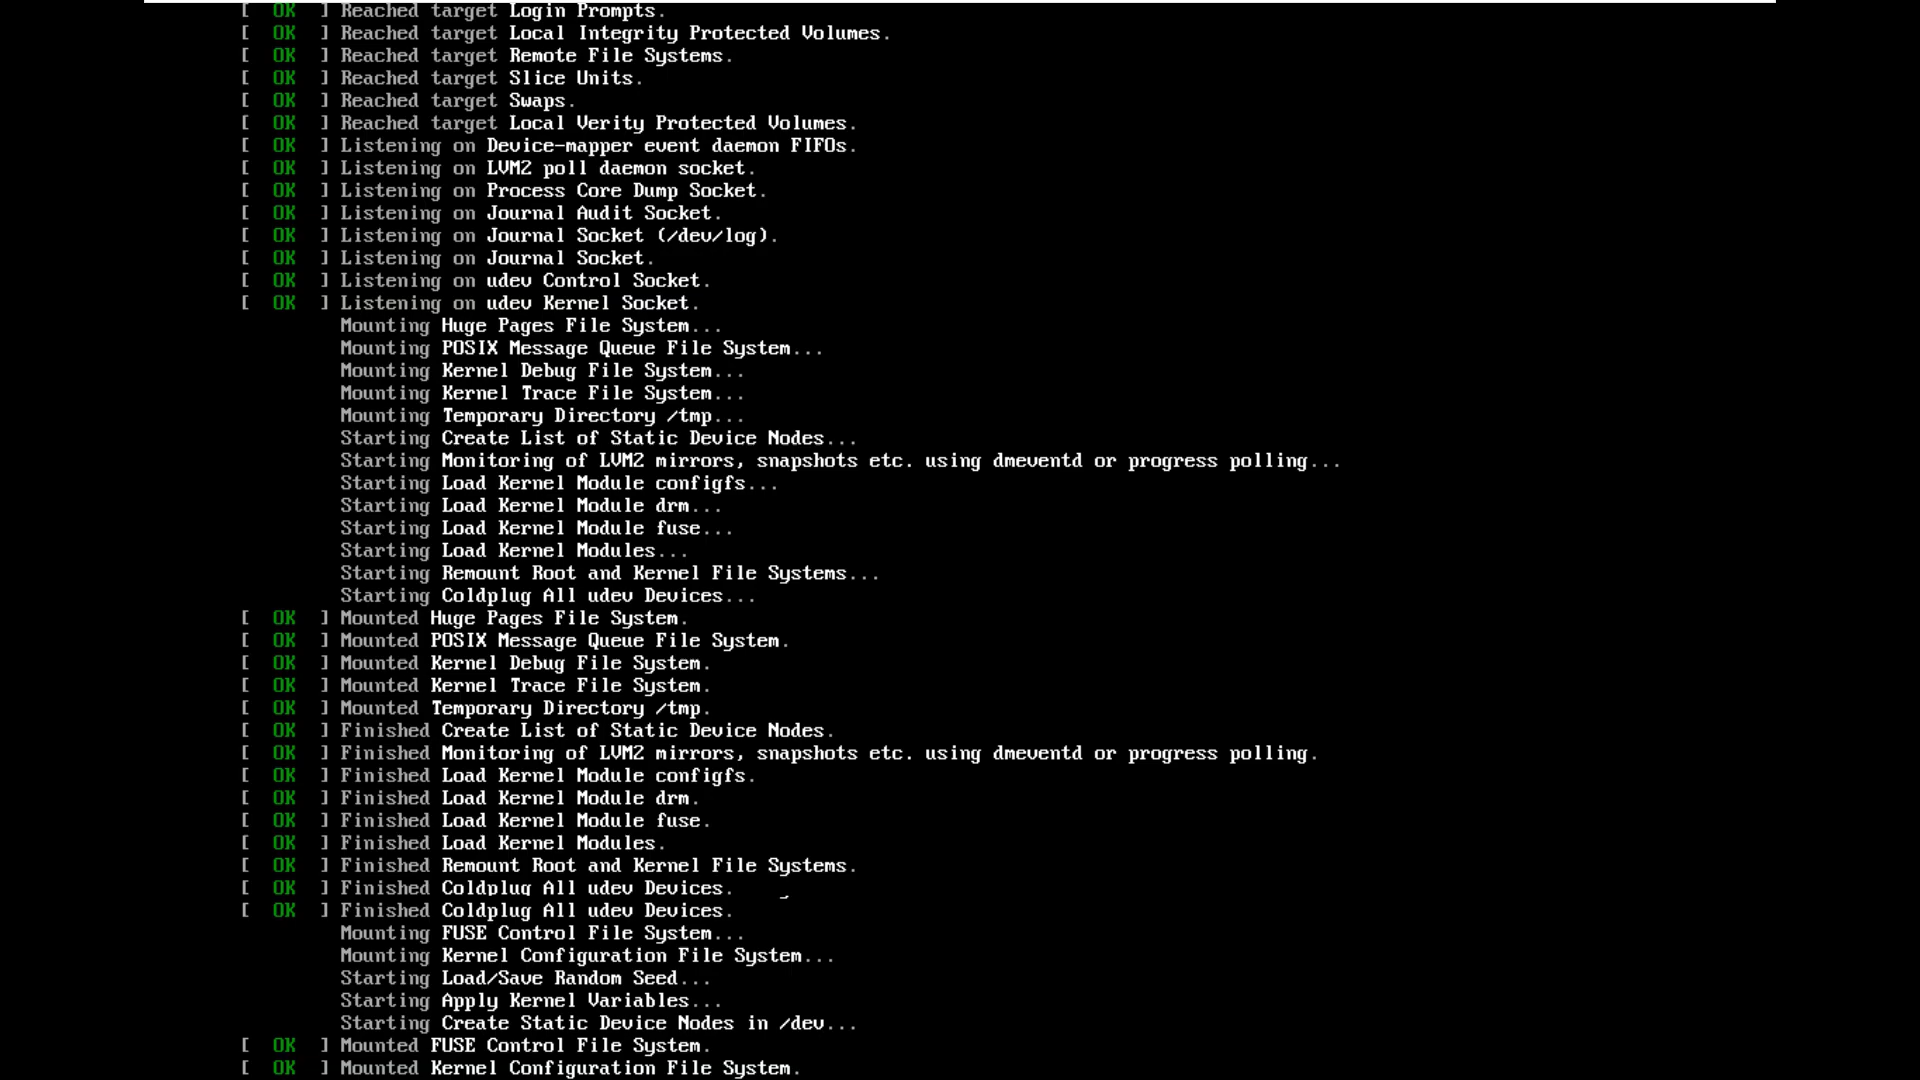 [  OK  ] Reached target Login Prompts.
[  OK  ] Reached target Local Integrity Protected Volumes.
[  OK  ] Reached target Remote File Systems.
[  OK  ] Reached target Slice Units.
[  OK  ] Reached target Swaps.
[  OK  ] Reached target Local Verity Protected Volumes.
[  OK  ] Listening on Device-mapper event daemon FIFOs.
[  OK  ] Listening on LVM2 poll daemon socket.
[  OK  ] Listening on Process Core Dump Socket.
[  OK  ] Listening on Journal Audit Socket.
[  OK  ] Listening on Journal Socket (/dev/log).
[  OK  ] Listening on Journal Socket.
[  OK  ] Listening on udev Control Socket.
[  OK  ] Listening on udev Kernel Socket.
Mounting Huge Pages File System...
Mounting POSIX Message Queue File System...
Mounting Kernel Debug File System...
Mounting Kernel Trace File System...
Mounting Temporary Directory /tmp...
Starting Create List of Static Device Nodes...
Starting Monitoring of LVM2 mirrors, snapshots etc. using dmeventd or progress polling...
Starting Load Kernel Module configfs...
Starting Load Kernel Module drm...
Starting Load Kernel Module fuse...
Starting Load Kernel Modules...
Starting Remount Root and Kernel File Systems...
Starting Coldplug All udev Devices...
[  OK  ] Mounted Huge Pages File System.
[  OK  ] Mounted POSIX Message Queue File System.
[  OK  ] Mounted Kernel Debug File System.
[  OK  ] Mounted Kernel Trace File System.
[  OK  ] Mounted Temporary Directory /tmp.
[  OK  ] Finished Create List of Static Device Nodes.
[  OK  ] Finished Monitoring of LVM2 mirrors, snapshots etc. using dmeventd or progress polling.
[  OK  ] Finished Load Kernel Module configfs.
[  OK  ] Finished Load Kernel Module drm.
[  OK  ] Finished Load Kernel Module fuse.
[  OK  ] Finished Load Kernel Modules.
[  OK  ] Finished Remount Root and Kernel File Systems.
[  OK  ] Finished Coldplug All udev Devices.
[  OK  ] Finished Coldplug All udev Devices.
Mounting FUSE Control File System...
Mounting Kernel Configuration File System...
Starting Load/Save Random Seed...
Starting Apply Kernel Variables...
Starting Create Static Device Nodes in /dev...
[  OK  ] Mounted FUSE Control File System.
[  OK  ] Mounted Kernel Configuration File System.